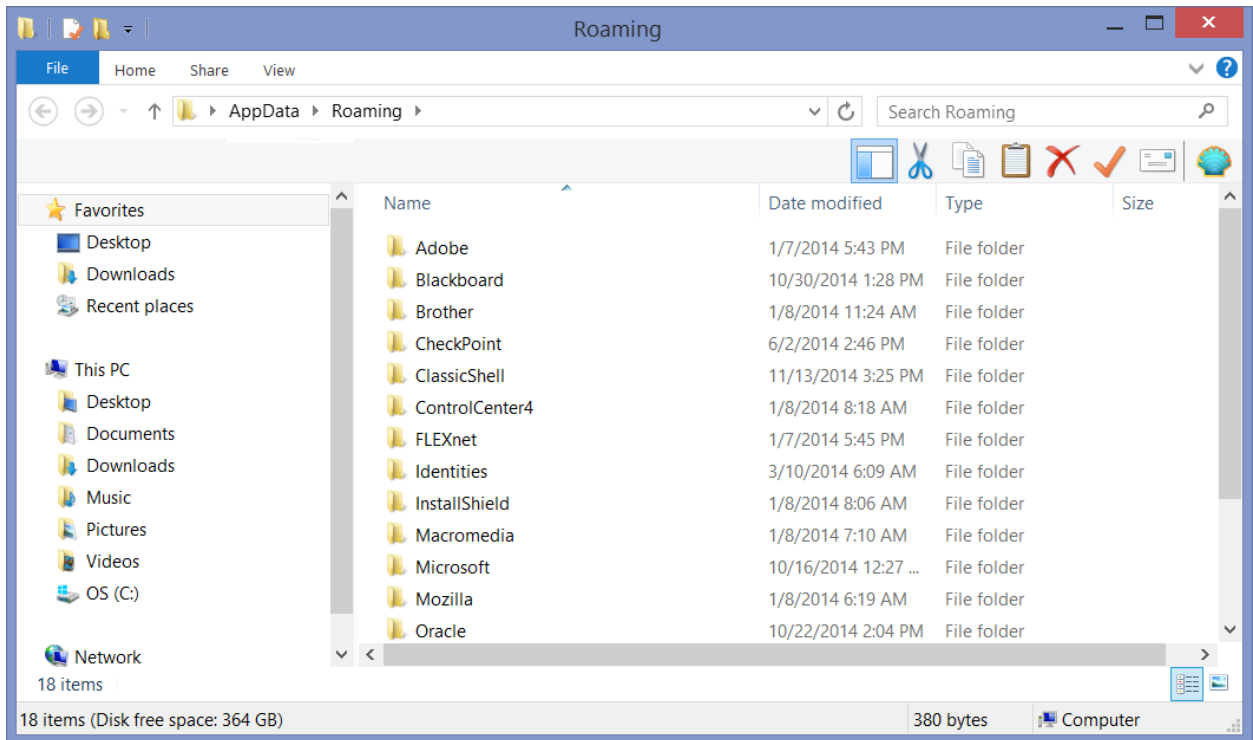 Roaming
File Home Share View
AppData Roaming Search Roaming
Name Date modified Type Size
Favorites
Desktop
Downloads
Recent places
This PC
Desktop
Documents
Downloads
Music
Pictures
Videos
OS (C:)
Network
Adobe 1/7/2014 5:43 PM File folder
Blackboard 10/30/2014 1:28 PM File folder
Brother 1/8/2014 11:24 AM File folder
CheckPoint 6/2/2014 2:46 PM File folder
ClassicShell 11/13/2014 3:25 PM File folder
ControlCenter4 1/8/2014 8:18 AM File folder
FLEXnet 1/7/2014 5:45 PM File folder
Identities 3/10/2014 6:09 AM File folder
InstallShield 1/8/2014 8:06 AM File folder
Macromedia 1/8/2014 7:10 AM File folder
Microsoft 10/16/2014 12:27 ... File folder
Mozilla 1/8/2014 6:19 AM File folder
Oracle 10/22/2014 2:04 PM File folder
18 items
18 items (Disk free space: 364 GB) 380 bytes Computer